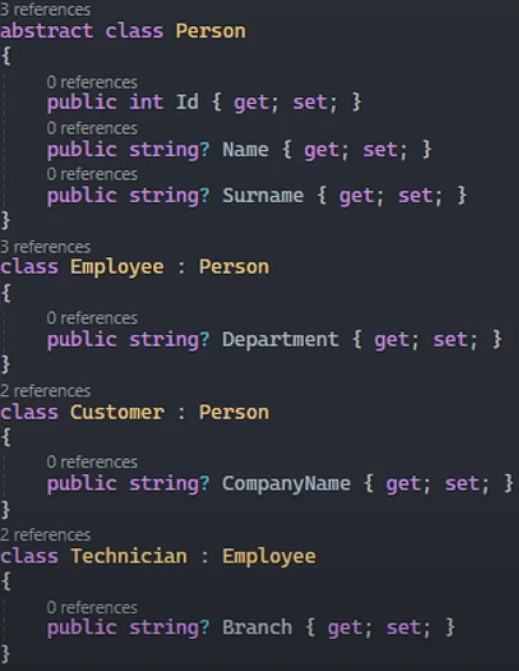 3 references
abstract class Person
{
0 references
public int Id { get; set; }
0 references
public string? Name { get; set; }
0 references
public string? Surname { get; set; }
}
3 references
class Employee : Person
{
0 references
public string? Department { get; set; }
}
2 references
class Customer : Person
{
0 references
public string? CompanyName { get; set; }
}
2 references
class Technician : Employee
{
0 references
public string? Branch { get; set; }
}